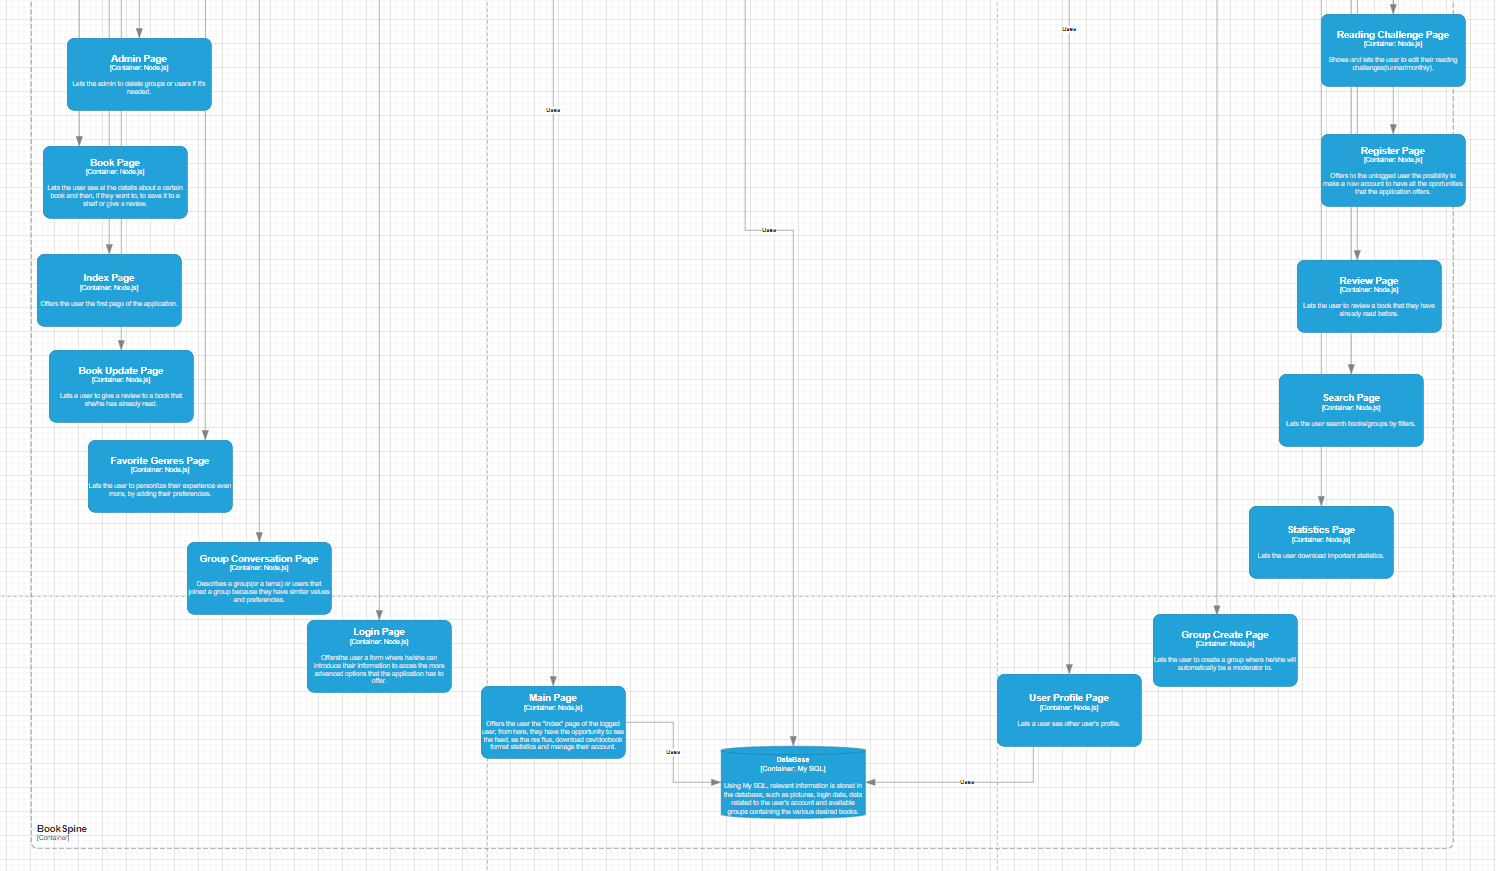 Uses
Reading Challenge Page
[Container: Node.js]
Shows and lets the user to edit their reading
challenges(annual/monthly).
Admin Page
[Container: Node.js]
Lets the admin to delete groups or users if it's
needed.
Uses
Register Page
[Container: Node.js]
Offers to the unlogged user the posibility to
make a new account to have all the oportunities
that the application offers.
Book Page
[Container: Node.js]
Lets the user see al the details about a certain
book and then, if they want to, to save it to a
shelf or give a review.
Uses
Index Page
[Container: Node.js]
Offers the user the first page of the application.
Review Page
[Container: Node.js]
Lets the user to review a book that they have
already read before.
Book Update Page
[Container: Node.js]
Lets a user to give a review to a book that
she/he has already read.
Search Page
[Container: Node.js]
Lets the user search books/groups by filters.
Favorite Genres Page
[Container: Node.js]
Lets the user to personlize their experience even
more, by adding their preferencies.
Statistics Page
[Container: Node.js]
Lets the user download important statistics.
Group Conversation Page
[Container: Node.js]
Describes a group(or a tems) or users that
joined a group because they have similar values
and preferencies.
Login Page
[Container: Node.js]
Offersthe user a form where he/she can
introduce their information to acces the more
advanced options that the application has to
offer.
Group Create Page
[Container: Node.js]
Lets the user to create a group where he/she will
automatically be a moderator to.
Main Page
[Container: Node.js]
Offers the user the "index" page of the logged
user, from here, they have the opportunity to see
the feed, se the rss flux, download csv/docbook
format statistics and manage their account.
User Profile Page
[Container: Node.js]
Lets a user see other user's profile.
Uses
DataBase
[Container: My SQL]
Using My SQL, relevant information is stored in
the database, such as pictures, login data, data
related to the user's account and available
groups containing the various desired books.
Uses
BookSpine
[Container]